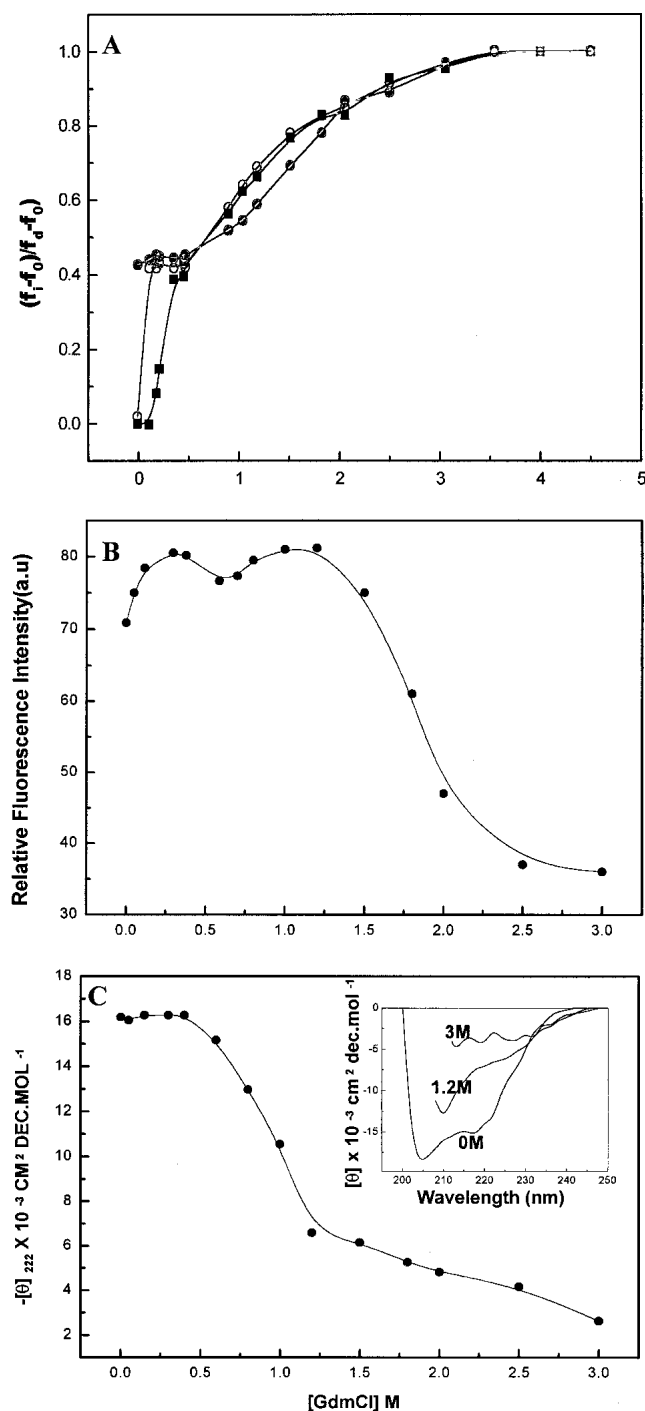 A
(fi-f0)/fd-f0)
1.0
0.8
0.6
0.4
0.2
0.0
0 1 2 3 4 5
B
Relative Fluorescence Intensity(a.u)
80
70
60
50
40
30
0.0 0.5 1.0 1.5 2.0 2.5 3.0
C
-[θ] 222 X 10 -3 CM 2 DEC.MOL -1
18
16
14
12
10
8
6
4
2
0.0 0.5 1.0 1.5 2.0 2.5 3.0
[GdmCl] M
[θ] x 10 -3 cm 2 dec.mol -1
0
-5
-10
-15
3M
1.2M
0M
200 210 220 230 240 250
Wavelength (nm)